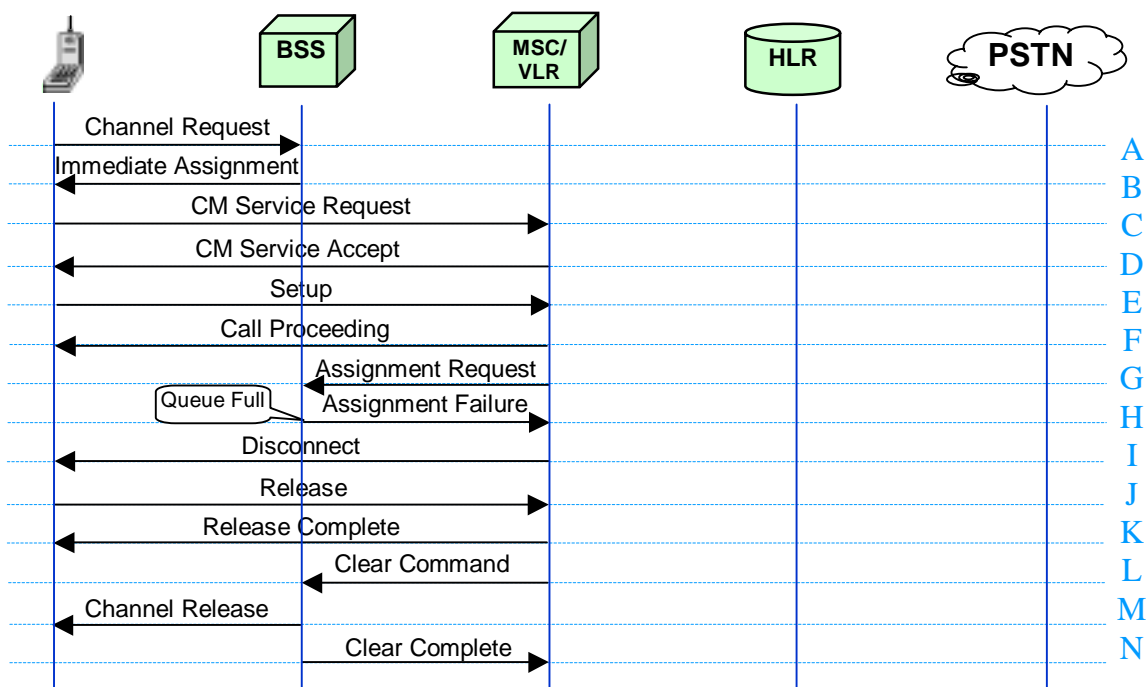 BSS
MSC/
VLR
HLR
PSTN
Channel Request
A
Immediate Assignment
B
CM Service Request
C
CM Service Accept
D
Setup
E
Call Proceeding
F
Assignment Request
G
Queue Full
Assignment Failure
H
Disconnect
I
Release
J
Release Complete
K
Clear Command
L
Channel Release
M
Clear Complete
N